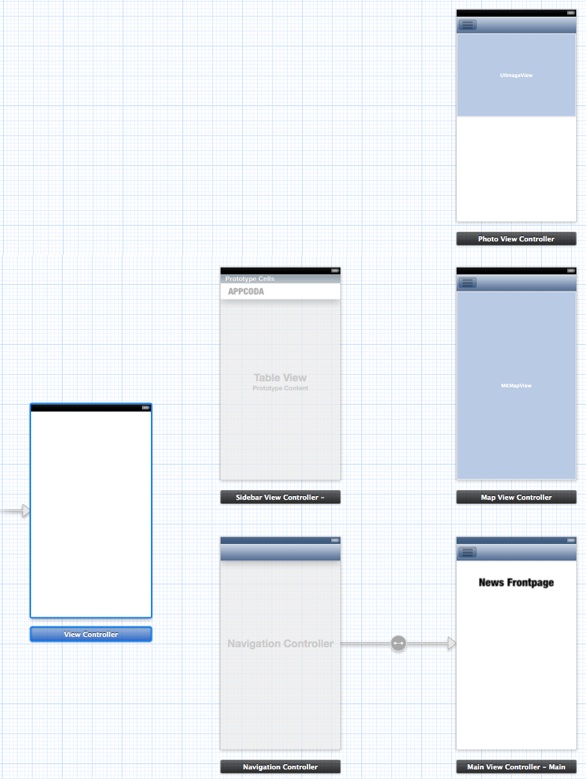 UIImageView
Photo View Controller
Prototype Cells
APPCODA
Table View
Prototype Content
Sidebar View Controller –
MKMapView
Map View Controller
View Controller
Navigation Controller
Navigation Controller
News Frontpage
Main View Controller – Main